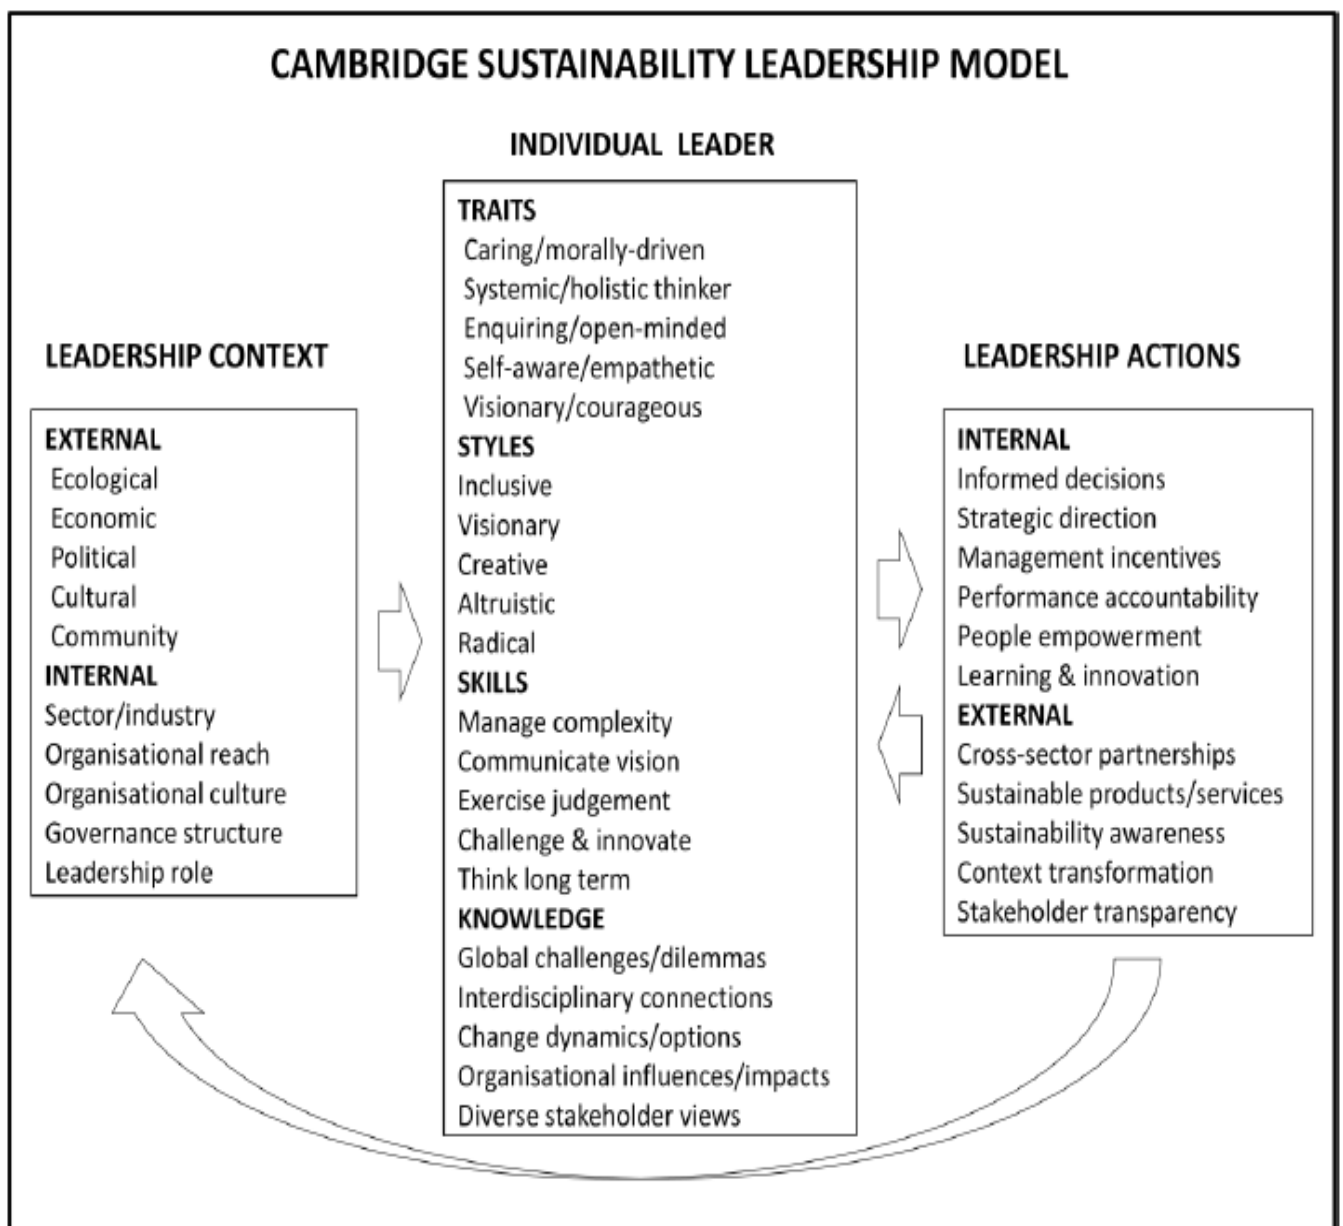 CAMBRIDGE SUSTAINABILITY LEADERSHIP MODEL
LEADERSHIP CONTEXT
EXTERNAL
Ecological
Economic
Political
Cultural
Community
INTERNAL
Sector/industry
Organisational reach
Organisational culture
Governance structure
Leadership role
INDIVIDUAL LEADER
TRAITS
Caring/morally-driven
Systemic/holistic thinker
Enquiring/open-minded
Self-aware/empathetic
Visionary/courageous
STYLES
Inclusive
Visionary
Creative
Altruistic
Radical
SKILLS
Manage complexity
Communicate vision
Exercise judgement
Challenge & innovate
Think long term
KNOWLEDGE
Global challenges/dilemmas
Interdisciplinary connections
Change dynamics/options
Organisational influences/impacts
Diverse stakeholder views
LEADERSHIP ACTIONS
INTERNAL
Informed decisions
Strategic direction
Management incentives
Performance accountability
People empowerment
Learning & innovation
EXTERNAL
Cross-sector partnerships
Sustainable products/services
Sustainability awareness
Context transformation
Stakeholder transparency